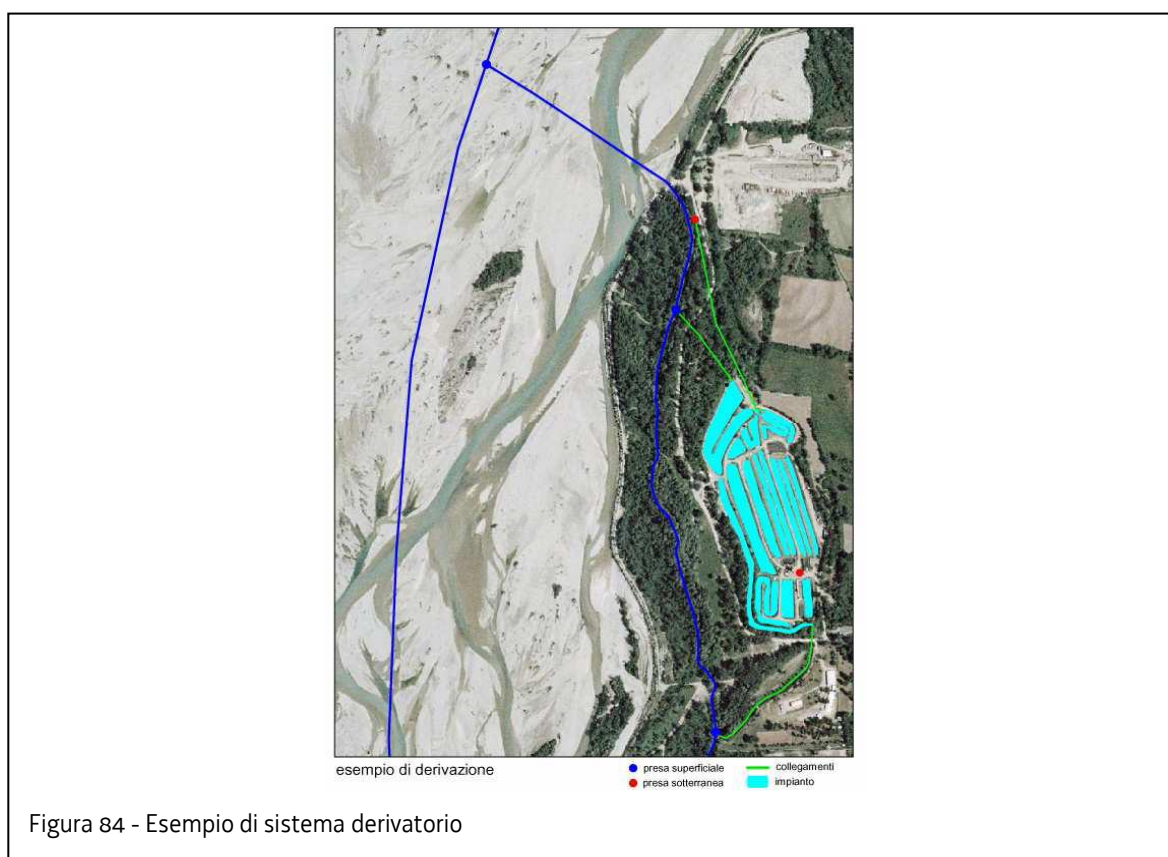 esempio di derivazione
presa superficiale
collegamenti
presa sotterranea
impianto
Figura 84 - Esempio di sistema derivatorio